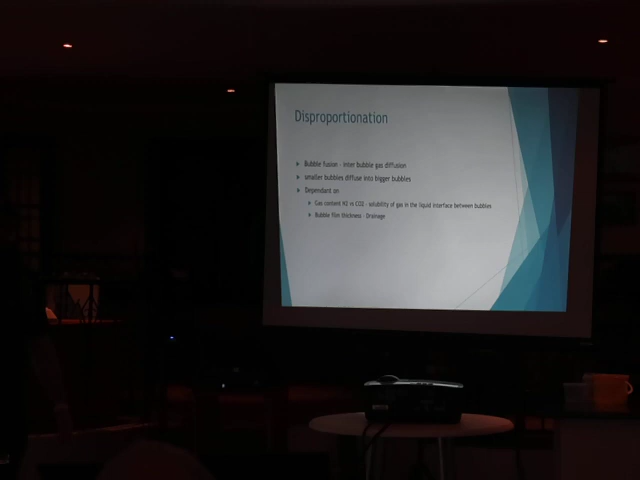 Disproportionation
Bubble fusion - inter bubble gas diffusion
smaller bubbles diffuse into bigger bubbles
Dependant on
Gas content N2 vs CO2 - solubility of gas in the liquid interface between bubbles
Bubble film thickness - Drainage